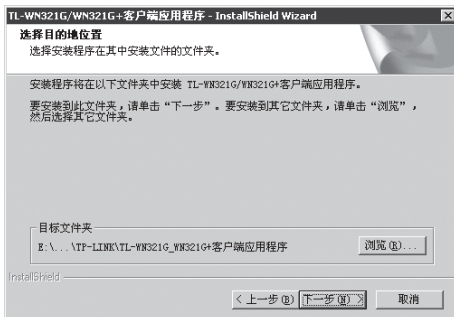 TL-WN321G/WN321G+客户端应用程序 - InstallShield Wizard
选择目的地位置
选择安装程序在其中安装文件的文件夹。
安装程序将在以下文件夹中安装 TL-WN321G/WN321G+客户端应用程序。
要安装到此文件夹，请单击“下一步”。要安装到其它文件夹，请单击“浏览”，
然后选择其它文件夹。
目标文件夹
E:\...\TP-LINK\TL-WN321G_WN321G+客户端应用程序
浏览(R)...
InstallShield
< 上一步(B) 下一步(N) > 取消